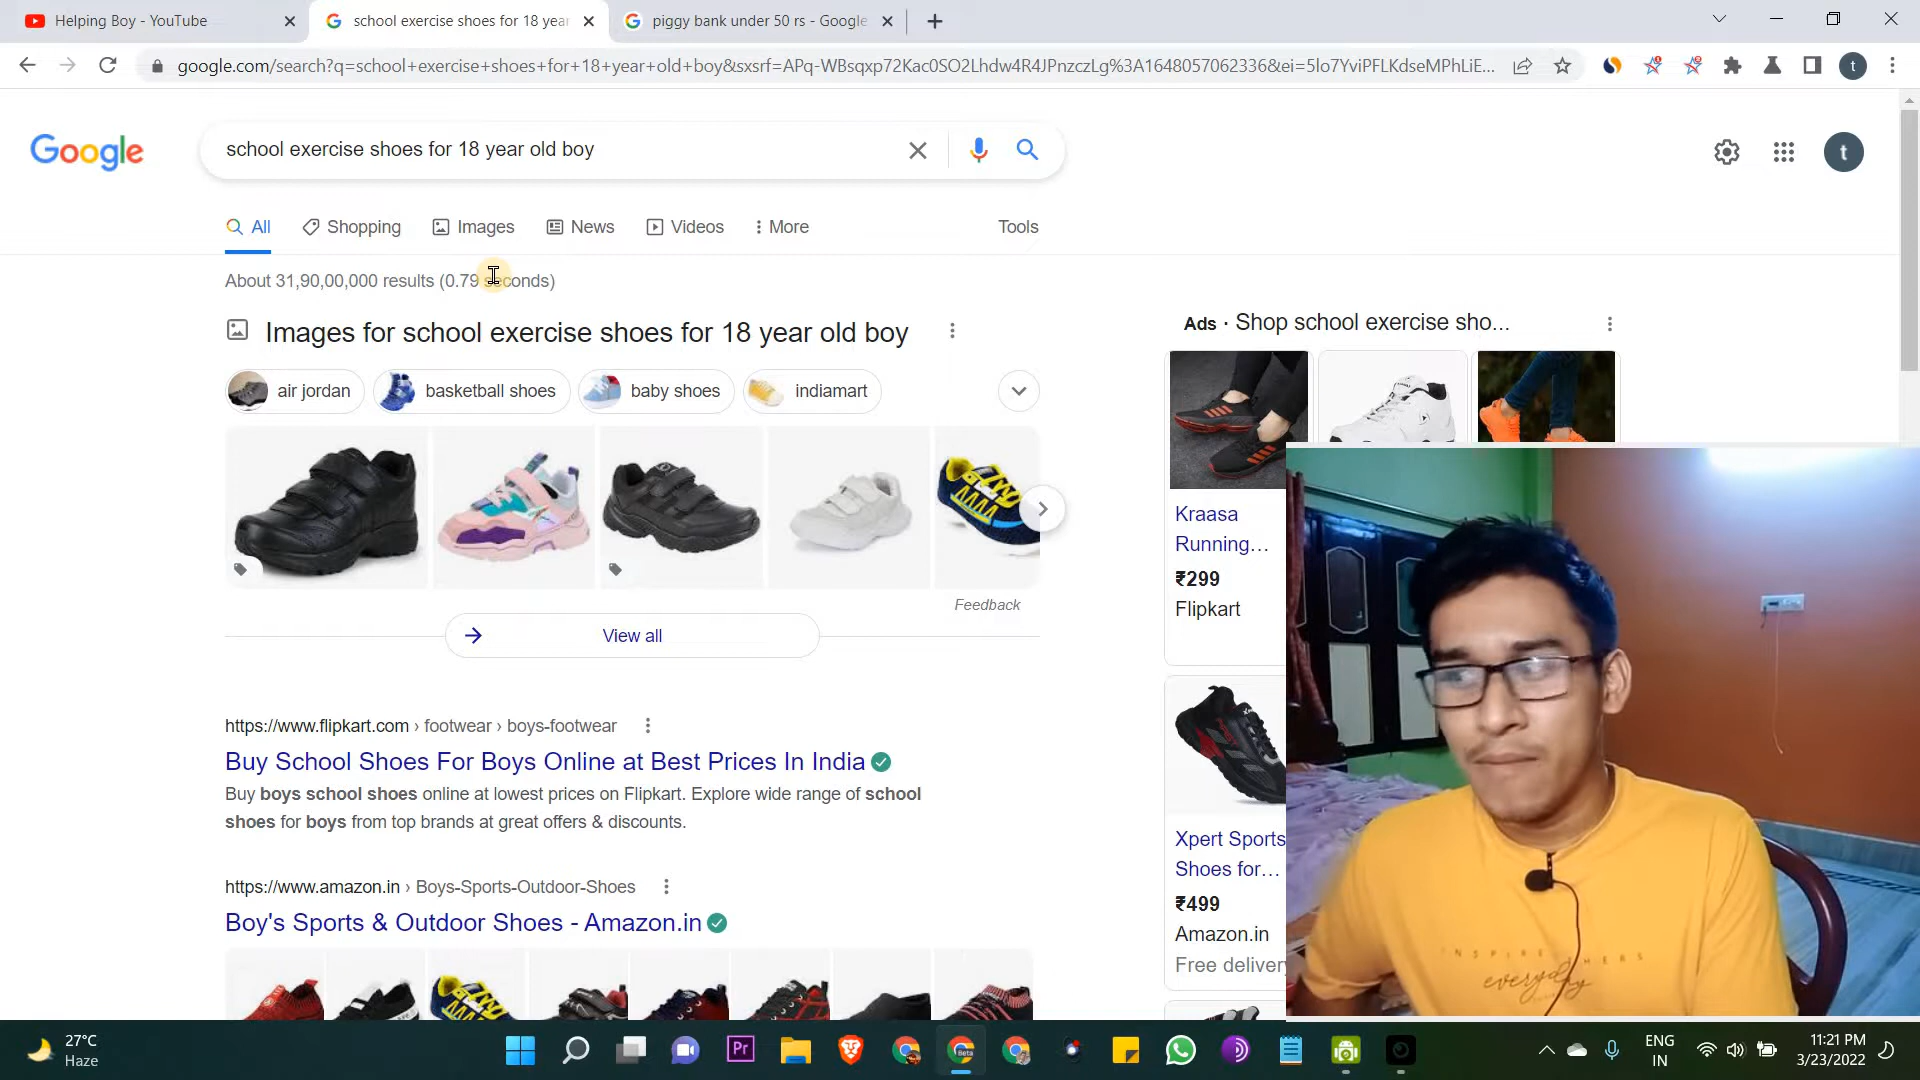 Helping Boy - YouTube
school exercise shoes for 18 year
piggy bank under 50 rs - Google
google.com/search?q=school+exercise+shoes+for+18+year+old+boy&sxsrf=APq-WBsqxp72Kac0SO2Lhdw4R4JPnzczLg%3A1648057062336&ei=5lo7YviPFLKdseMPhLiE...
t
Google
school exercise shoes for 18 year old boy
t
All
Shopping
Images
News
Videos
More
Tools
About 31,90,00,000 results (0.79 seconds)
Images for school exercise shoes for 18 year old boy
air jordan
basketball shoes
baby shoes
indiamart
Feedback
View all
https://www.flipkart.com › footwear › boys-footwear
Buy School Shoes For Boys Online at Best Prices In India
Buy boys school shoes online at lowest prices on Flipkart. Explore wide range of school
shoes for boys from top brands at great offers & discounts.
https://www.amazon.in › Boys-Sports-Outdoor-Shoes
Boy's Sports & Outdoor Shoes - Amazon.in
Ads · Shop school exercise sho...
Kraasa
Running...
₹299
Flipkart
Xpert Sports
Shoes for...
₹499
Amazon.in
Free delivery
everyday
27°C
Haze
Pr
Beta
ENG
IN
11:21 PM
3/23/2022